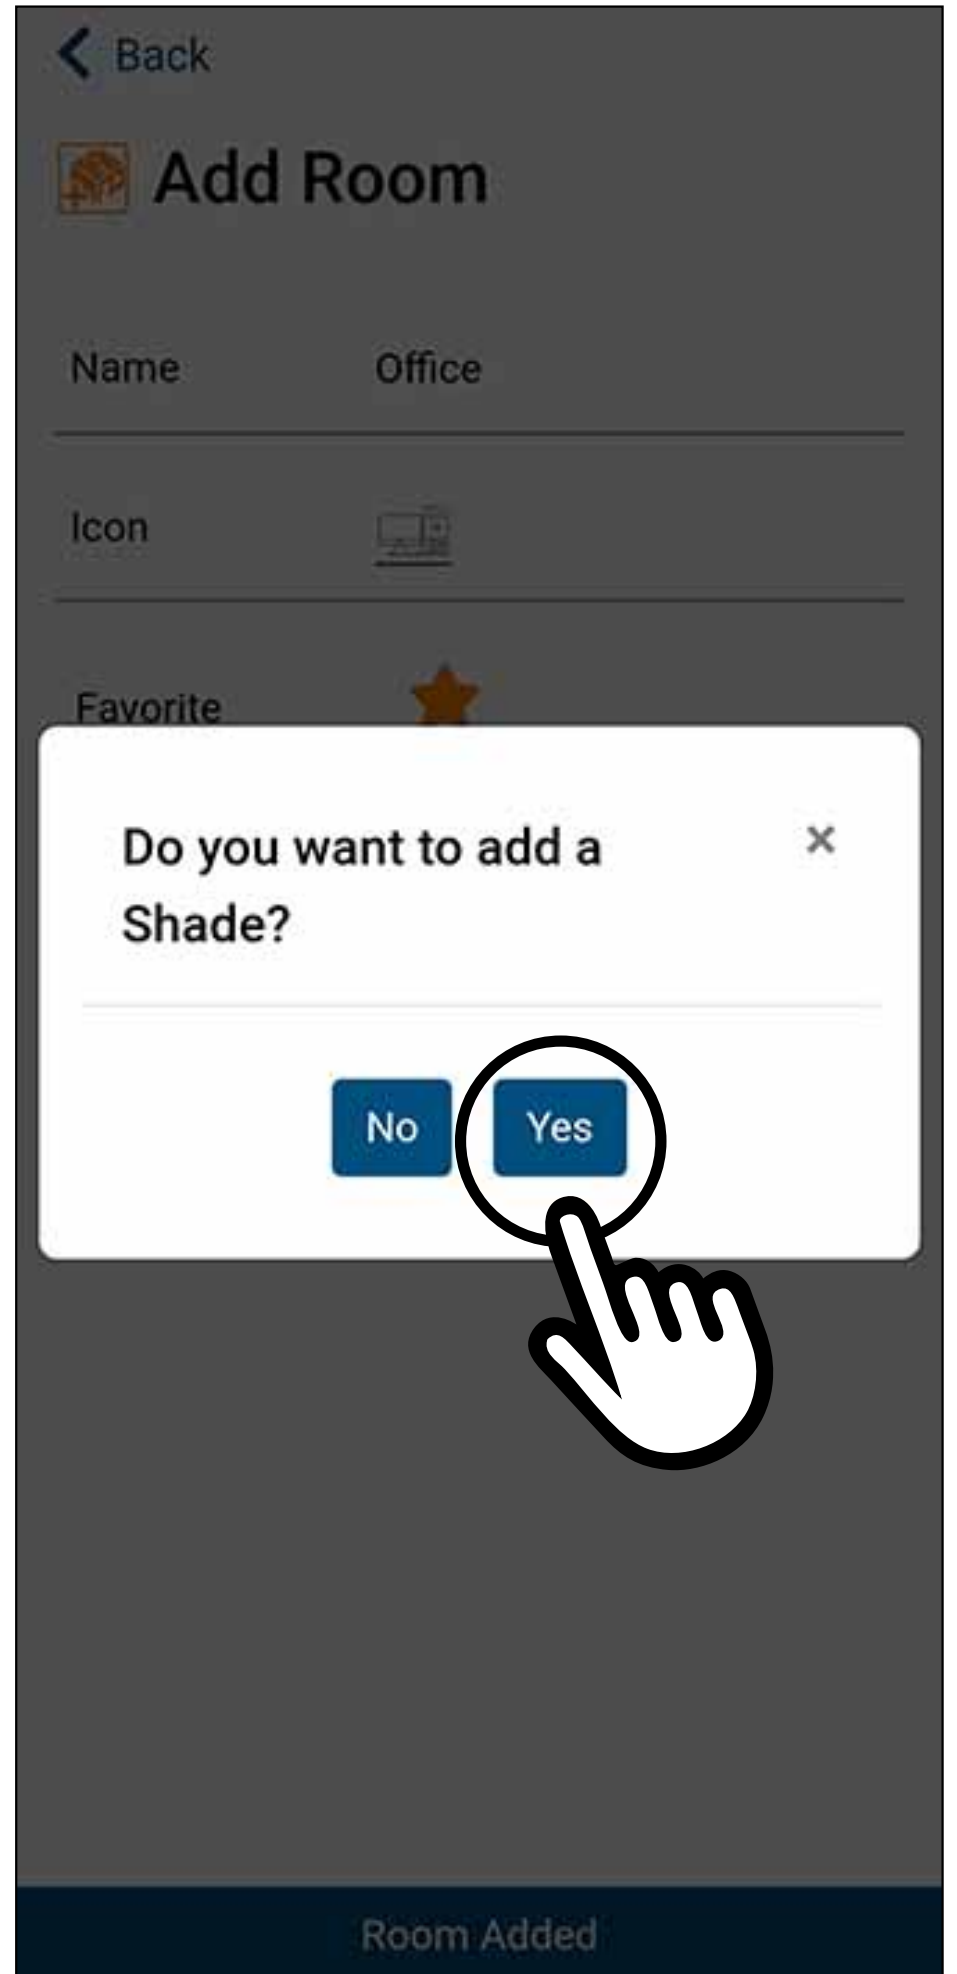 Back
Add Room
Name Office
Icon
Favorite
Do you want to add a
Shade?
No Yes
Room Added